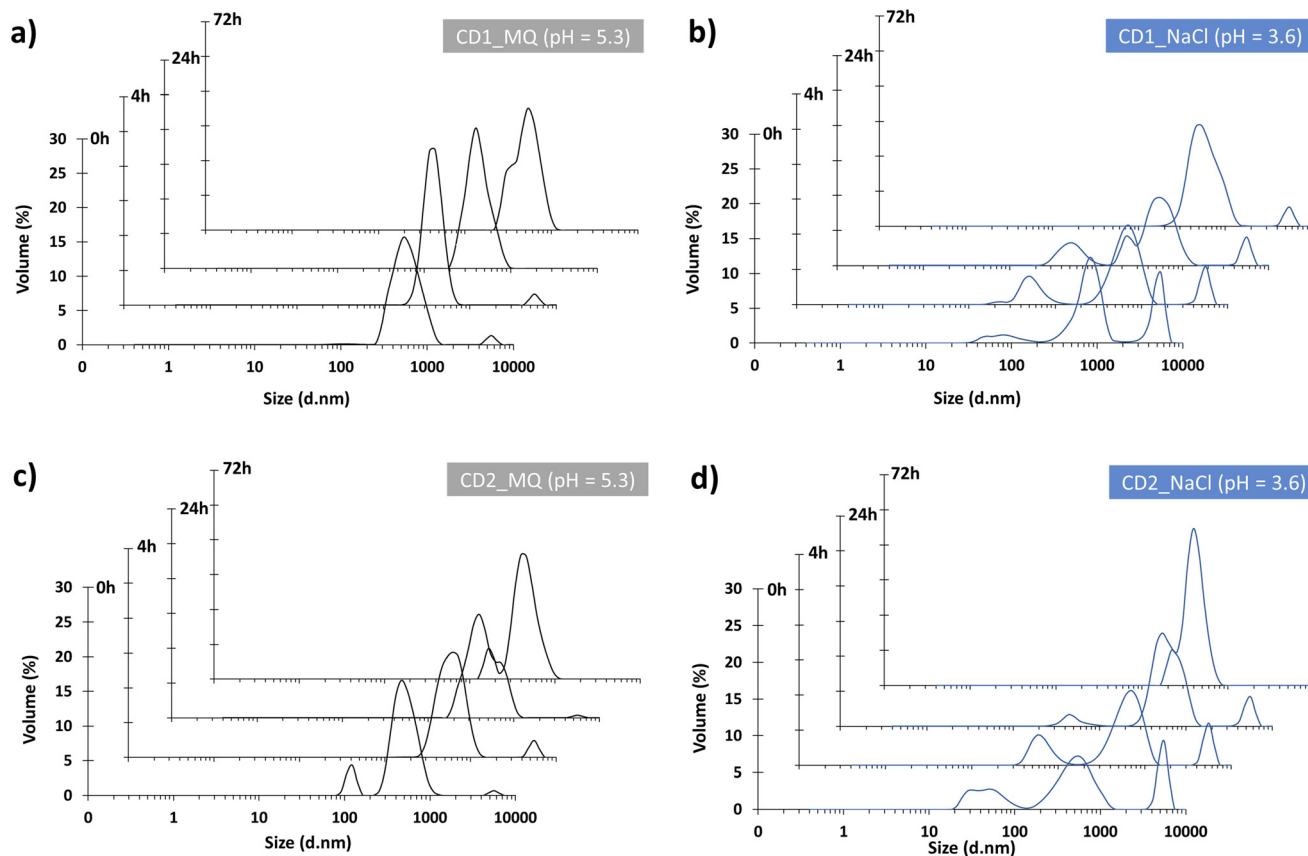 a)
72h
CD1_MQ (pH = 5.3)
24h
4h
0h
30
25
20
15
10
5
0
Volume (%)
0 1 10 100 1000 10000
Size (d.nm)
b)
72h
CD1_NaCl (pH = 3.6)
24h
4h
0h
30
25
20
15
10
5
0
Volume (%)
0 1 10 100 1000 10000
Size (d.nm)
c)
72h
CD2_MQ (pH = 5.3)
24h
4h
0h
30
25
20
15
10
5
0
Volume (%)
0 1 10 100 1000 10000
Size (d.nm)
d)
72h
CD2_NaCl (pH = 3.6)
24h
4h
0h
30
25
20
15
10
5
0
Volume (%)
0 1 10 100 1000 10000
Size (d.nm)